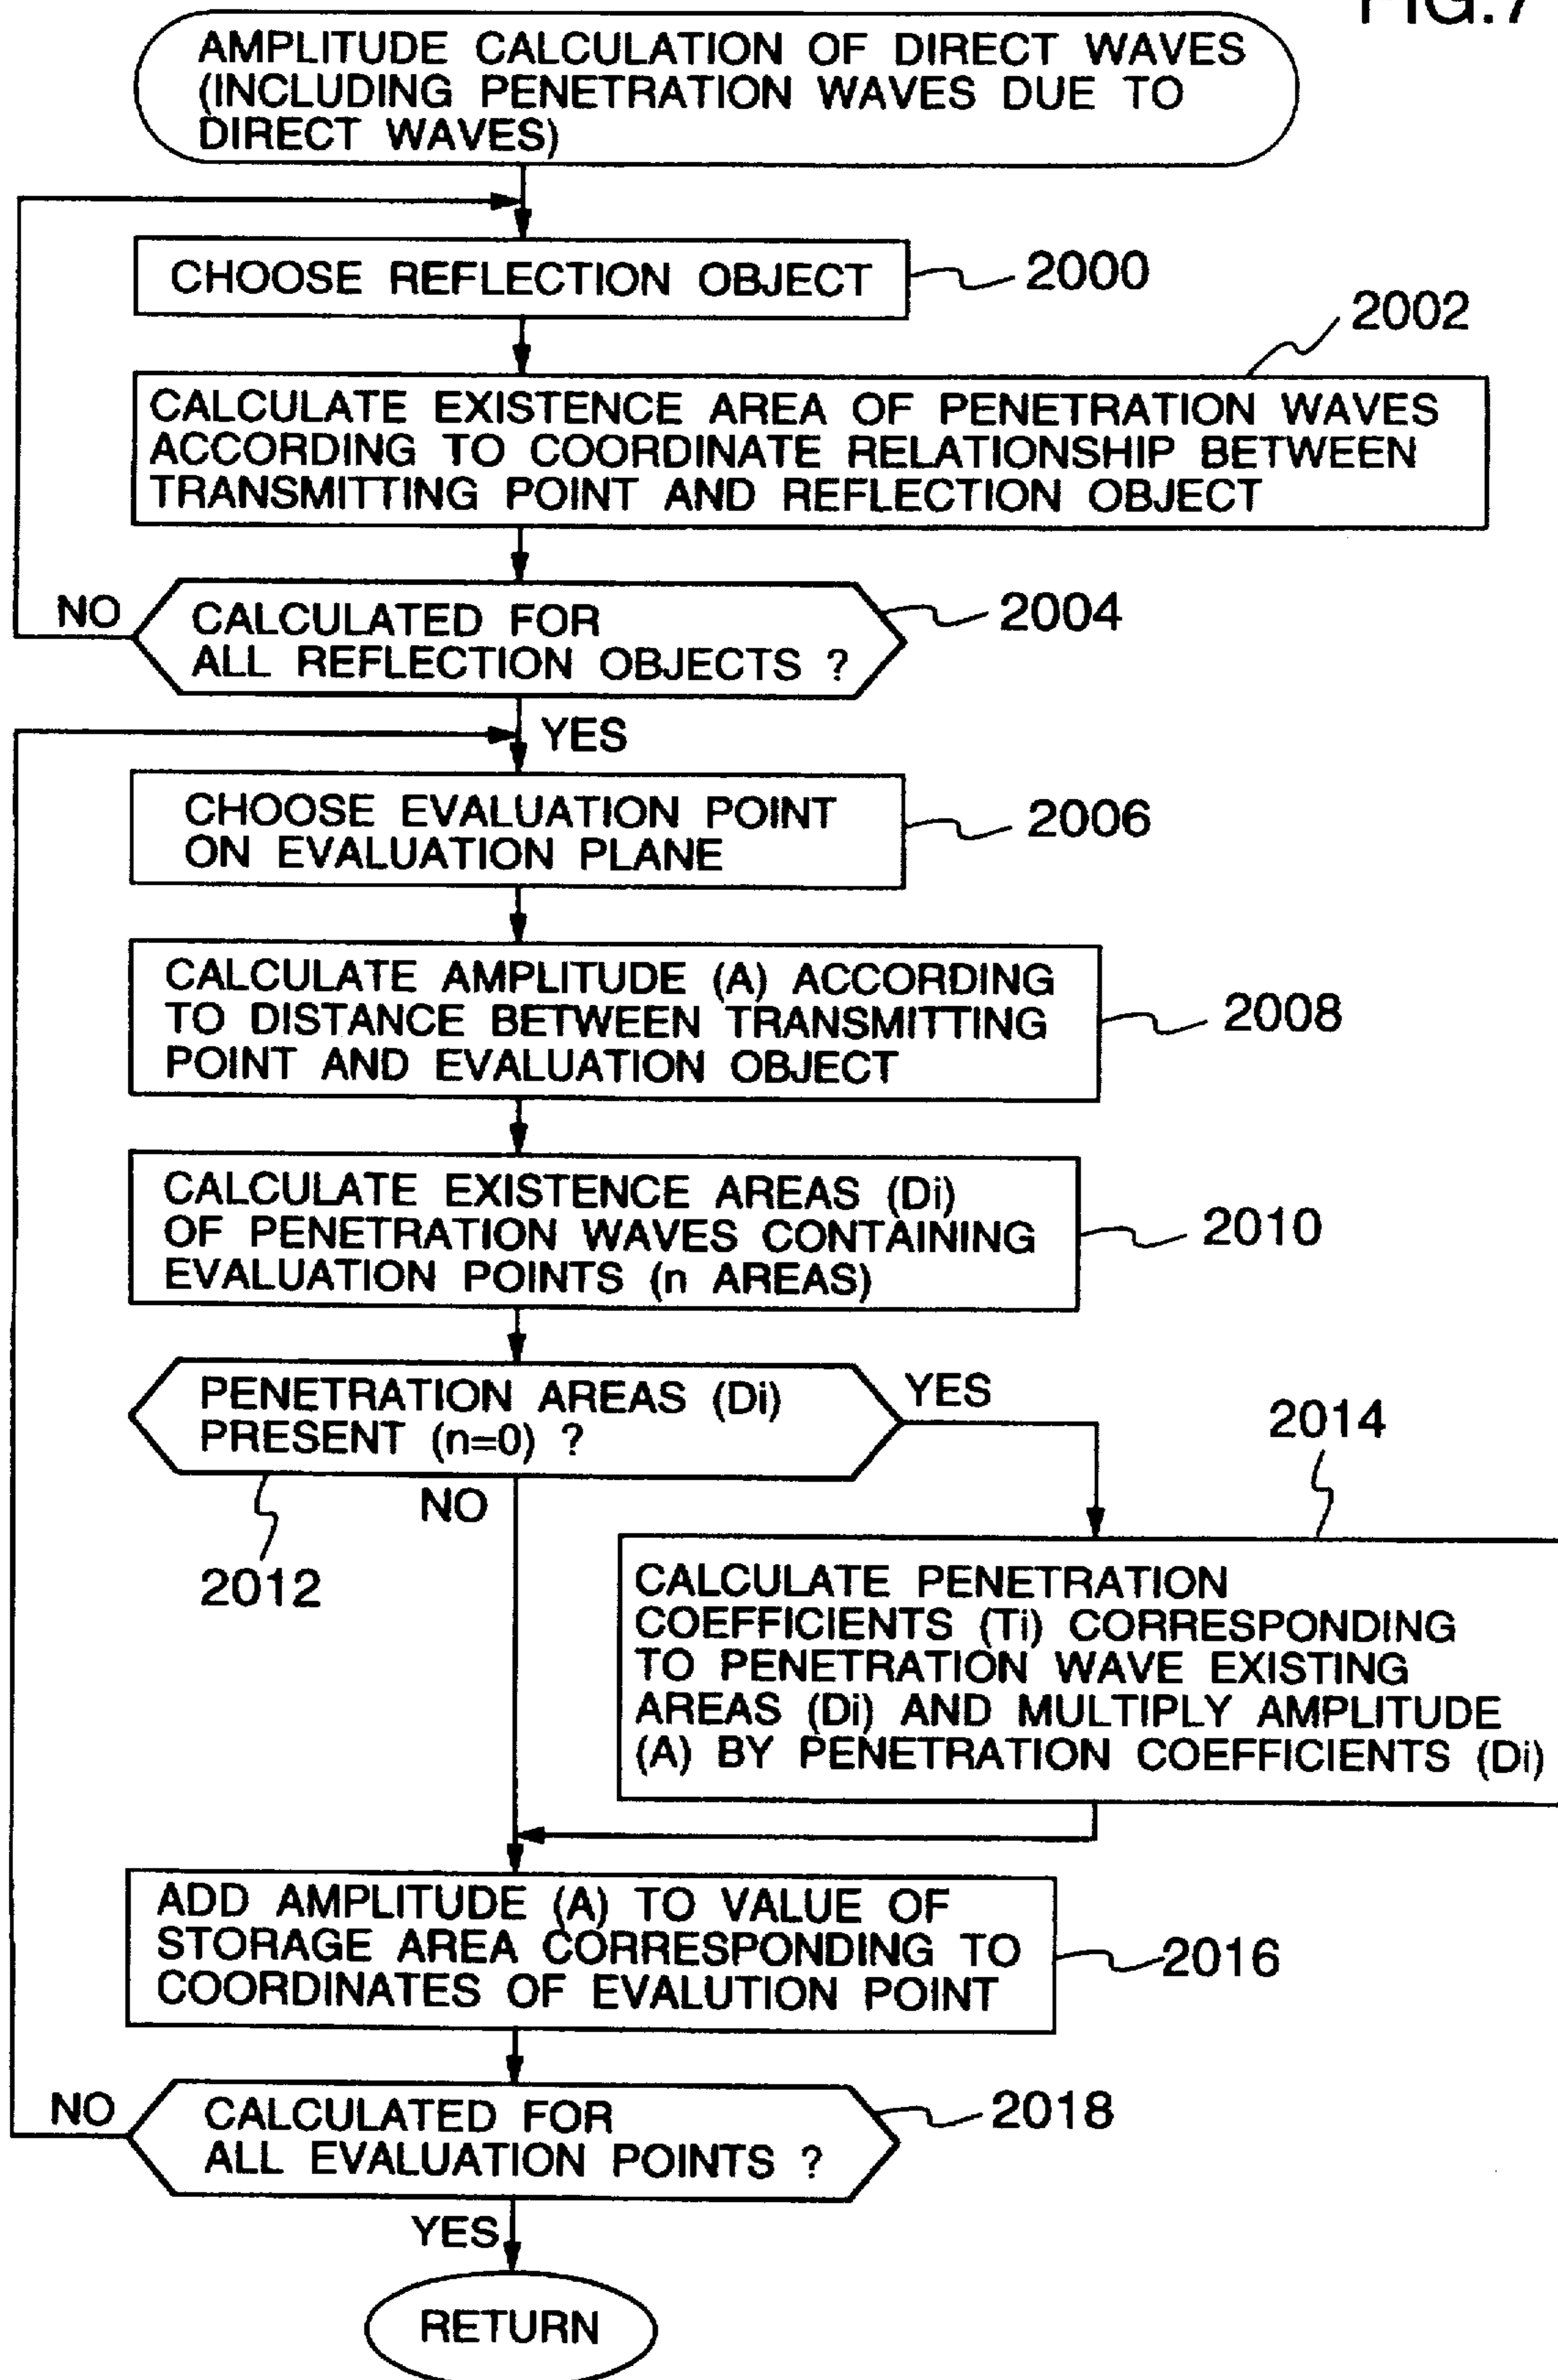 FIG.7
AMPLITUDE CALCULATION OF DIRECT WAVES
(INCLUDING PENETRATION WAVES DUE TO
DIRECT WAVES)
CHOOSE REFLECTION OBJECT
2000
2002
CALCULATE EXISTENCE AREA OF PENETRATION WAVES
ACCORDING TO COORDINATE RELATIONSHIP BETWEEN
TRANSMITTING POINT AND REFLECTION OBJECT
NO
CALCULATED FOR
ALL REFLECTION OBJECTS ?
2004
YES
CHOOSE EVALUATION POINT
ON EVALUATION PLANE
2006
CALCULATE AMPLITUDE (A) ACCORDING
TO DISTANCE BETWEEN TRANSMITTING
POINT AND EVALUATION OBJECT
2008
CALCULATE EXISTENCE AREAS (Di)
OF PENETRATION WAVES CONTAINING
EVALUATION POINTS (n AREAS)
2010
PENETRATION AREAS (Di)
PRESENT (n=0) ?
YES
2014
NO
2012
CALCULATE PENETRATION
COEFFICIENTS (Ti) CORRESPONDING
TO PENETRATION WAVE EXISTING
AREAS (Di) AND MULTIPLY AMPLITUDE
(A) BY PENETRATION COEFFICIENTS (Di)
ADD AMPLITUDE (A) TO VALUE OF
STORAGE AREA CORRESPONDING TO
COORDINATES OF EVALUTION POINT
2016
NO
CALCULATED FOR
ALL EVALUATION POINTS ?
2018
YES
RETURN